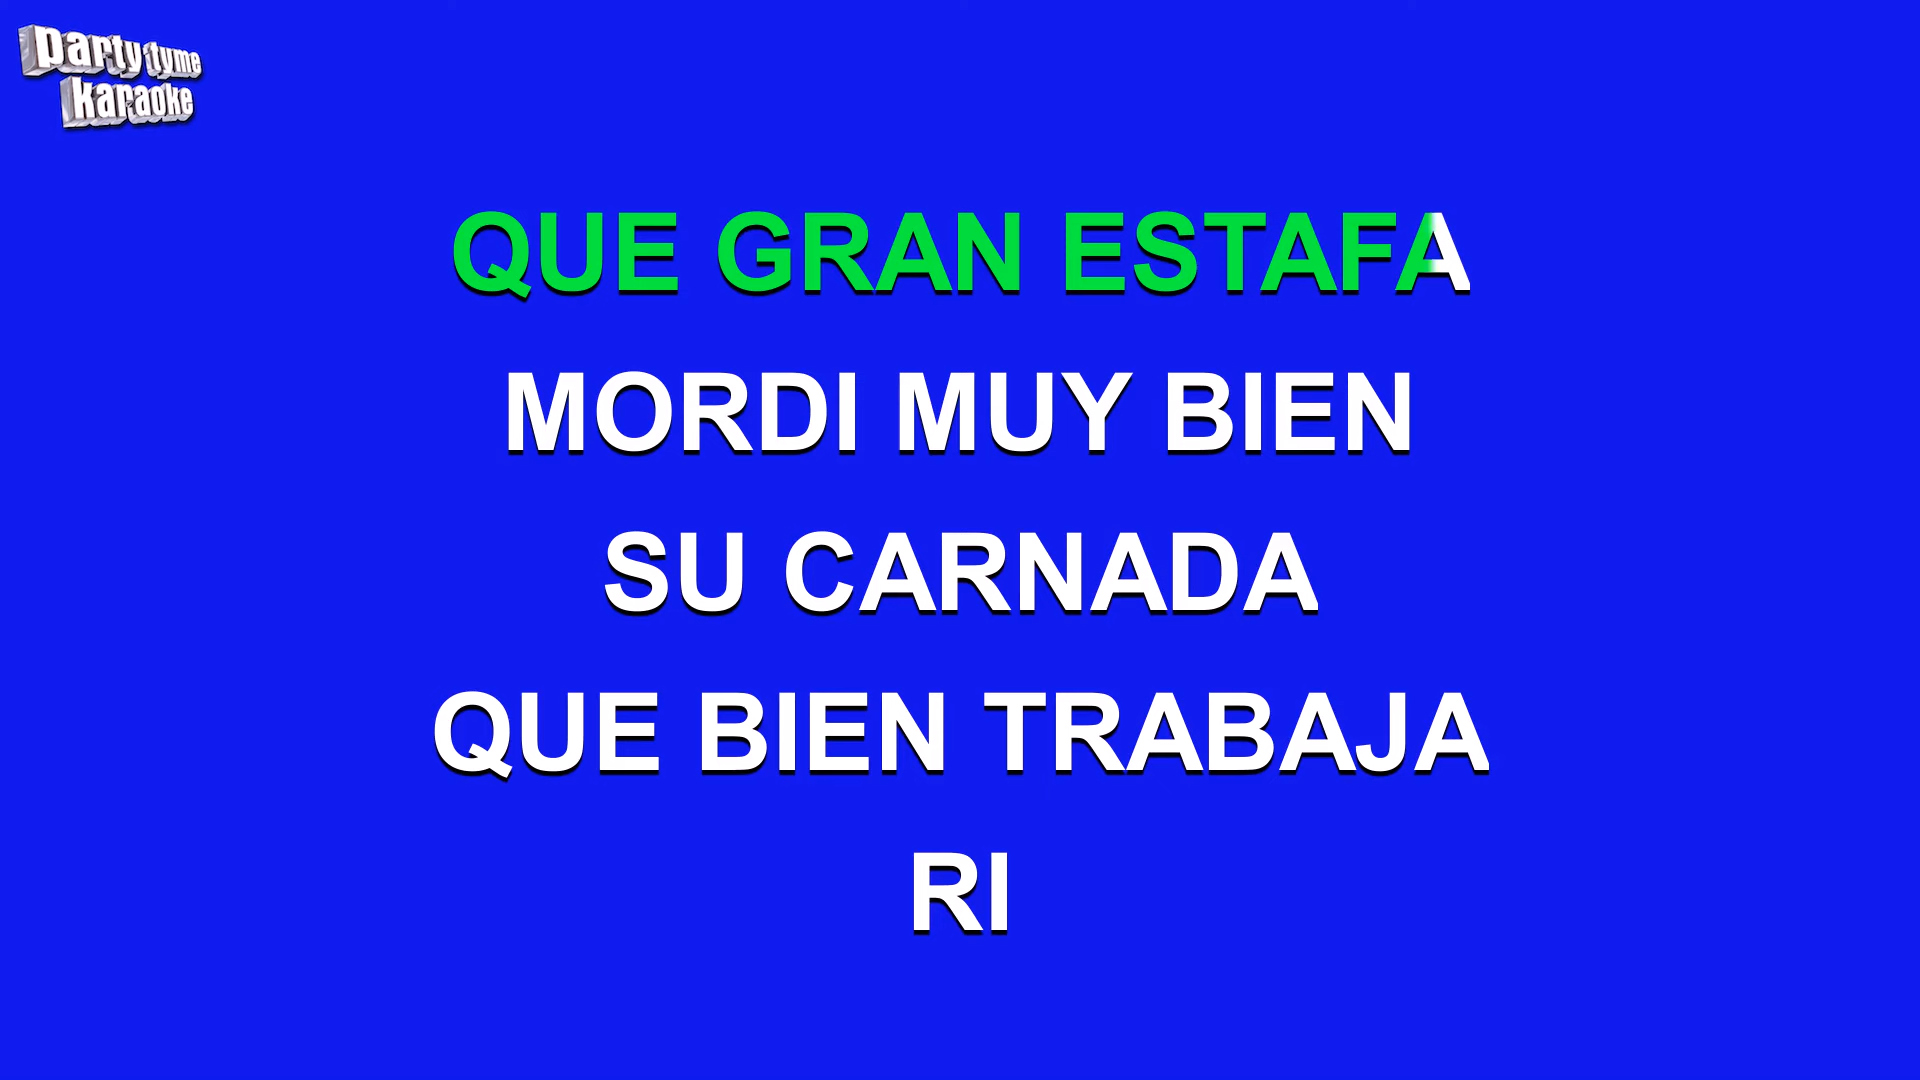 party tyme
karaoke
QUE GRAN ESTAFA
MORDI MUY BIEN
SU CARNADA
QUE BIEN TRABAJA
RI